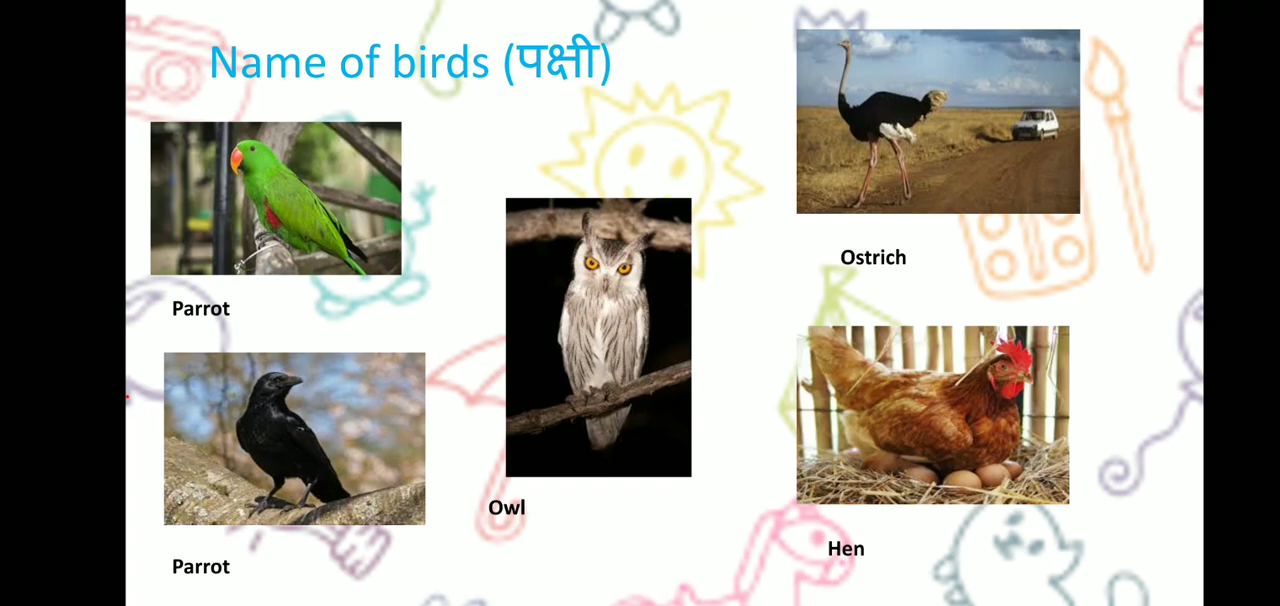 Name of birds (पक्षी)
Parrot
Parrot
Owl
Ostrich
Hen